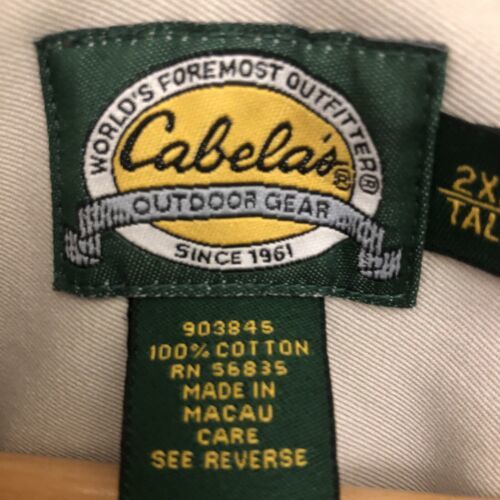 WORLD'S FOREMOST OUTFITTER®
Cabela's®
OUTDOOR GEAR
SINCE 1961
2X
TAL
903845
100% COTTON
RN 56835
MADE IN
MACAU
CARE
SEE REVERSE